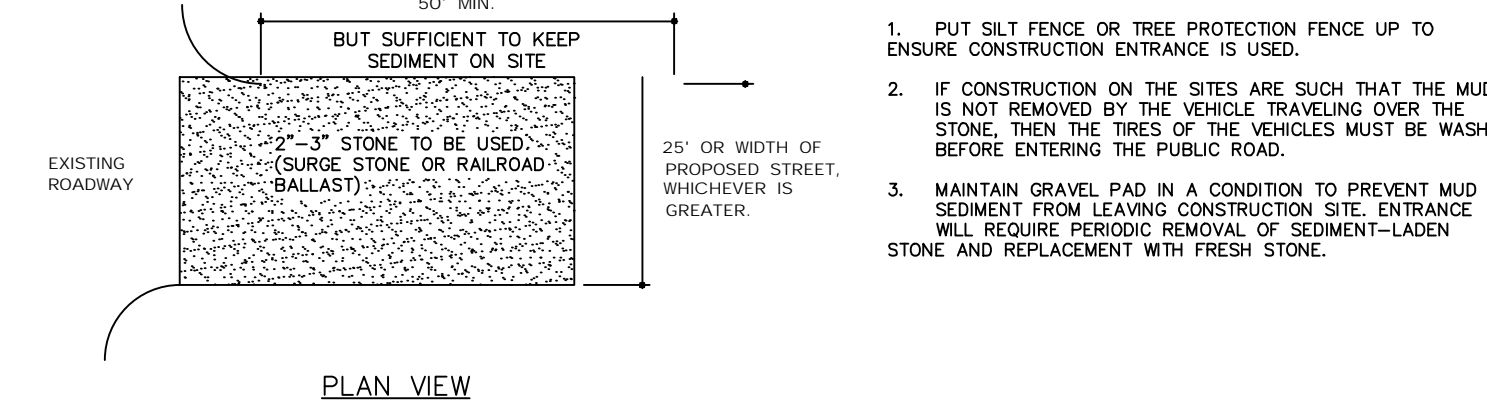 50' MIN.
BUT SUFFICIENT TO KEEP
SEDIMENT ON SITE
2"-3" STONE TO BE USED.
(SURGE STONE OR RAILROAD
BALLAST)
EXISTING
ROADWAY
25' OR WIDTH OF
PROPOSED STREET,
WHICHEVER IS
GREATER.
PLAN VIEW
1. PUT SILT FENCE OR TREE PROTECTION FENCE UP TO
ENSURE CONSTRUCTION ENTRANCE IS USED.
2. IF CONSTRUCTION ON THE SITES ARE SUCH THAT THE MUD
IS NOT REMOVED BY THE VEHICLE TRAVELING OVER THE
STONE, THEN THE TIRES OF THE VEHICLES MUST BE WASH
BEFORE ENTERING THE PUBLIC ROAD.
3. MAINTAIN GRAVEL PAD IN A CONDITION TO PREVENT MUD
SEDIMENT FROM LEAVING CONSTRUCTION SITE. ENTRANCE
WILL REQUIRE PERIODIC REMOVAL OF SEDIMENT-LADEN
STONE AND REPLACEMENT WITH FRESH STONE.